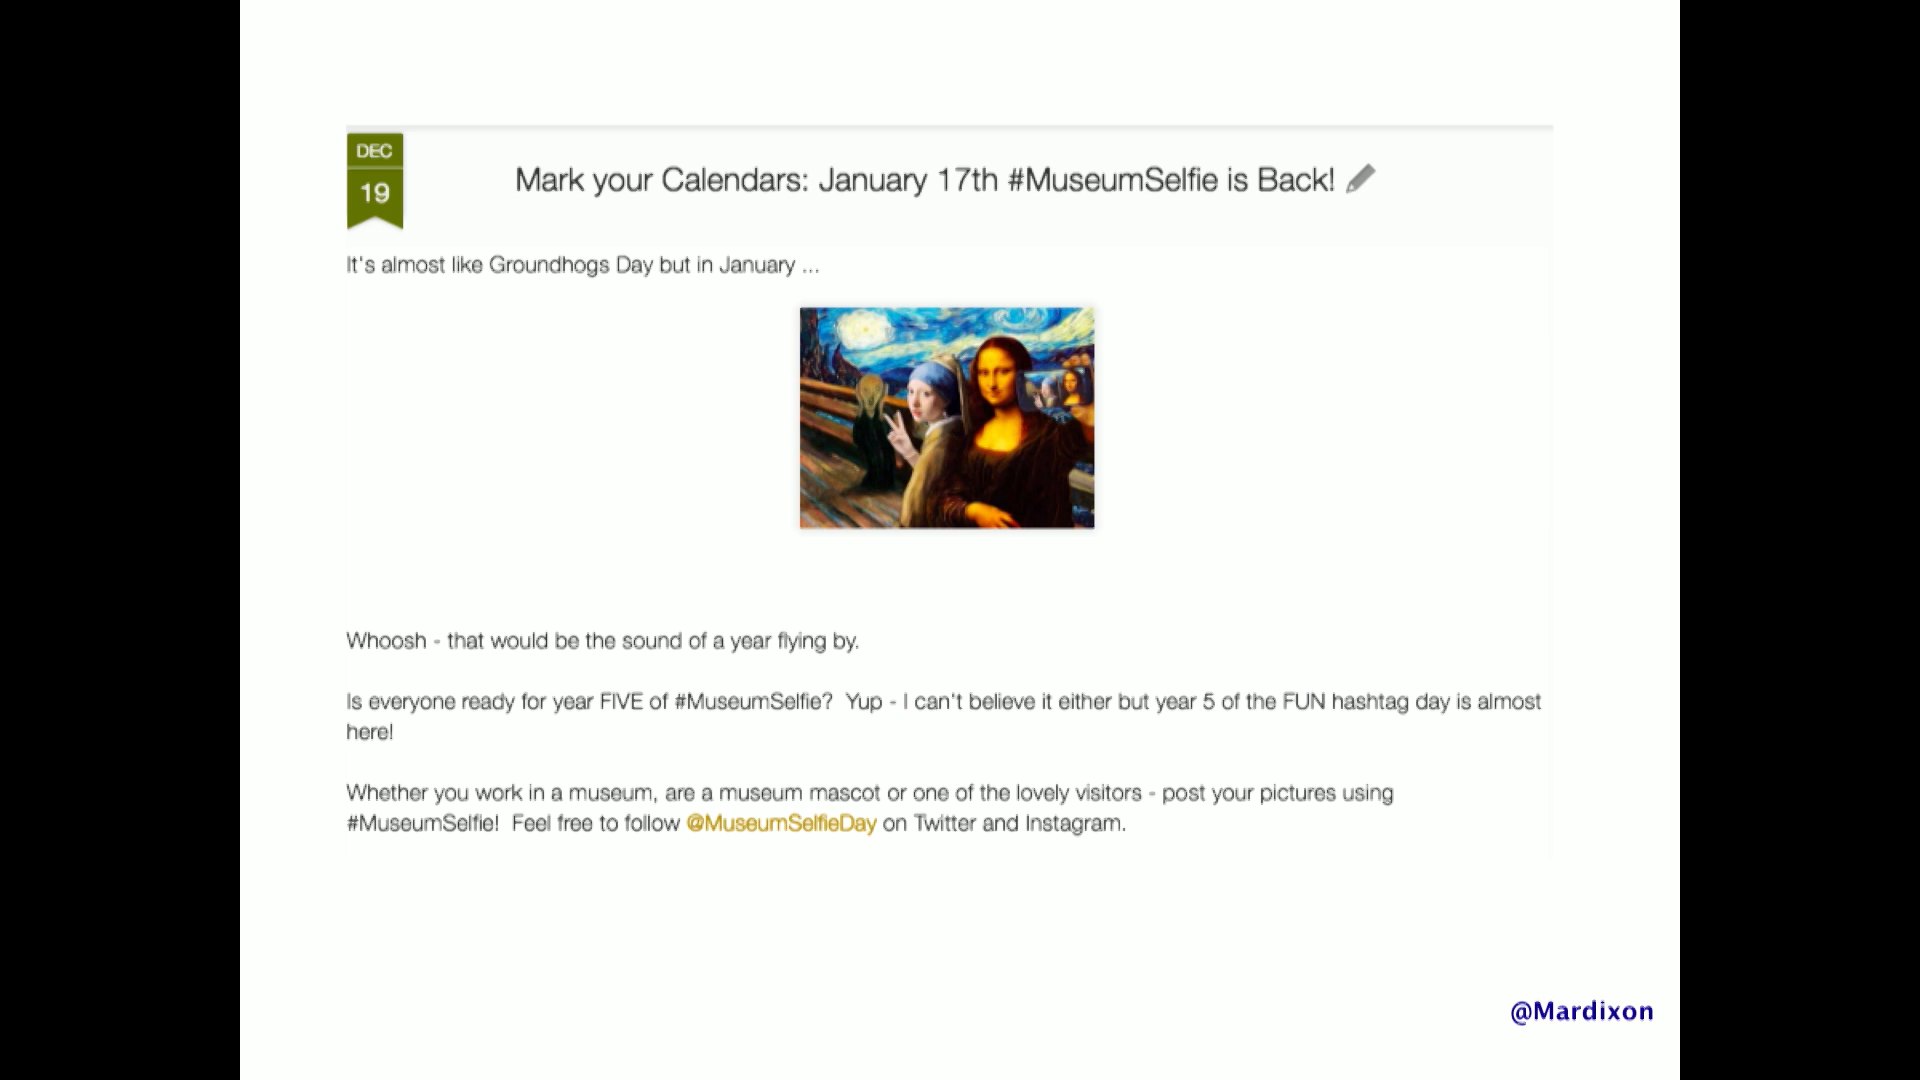 DEC
19
Mark your Calendars: January 17th #MuseumSelfie is Back!
It's almost like Groundhogs Day but in January ...
Whoosh - that would be the sound of a year flying by.
Is everyone ready for year FIVE of #MuseumSelfie?  Yup - I can't believe it either but year 5 of the FUN hashtag day is almost
here!
Whether you work in a museum, are a museum mascot or one of the lovely visitors - post your pictures using
#MuseumSelfie!  Feel free to follow @MuseumSelfieDay on Twitter and Instagram.
@Mardixon